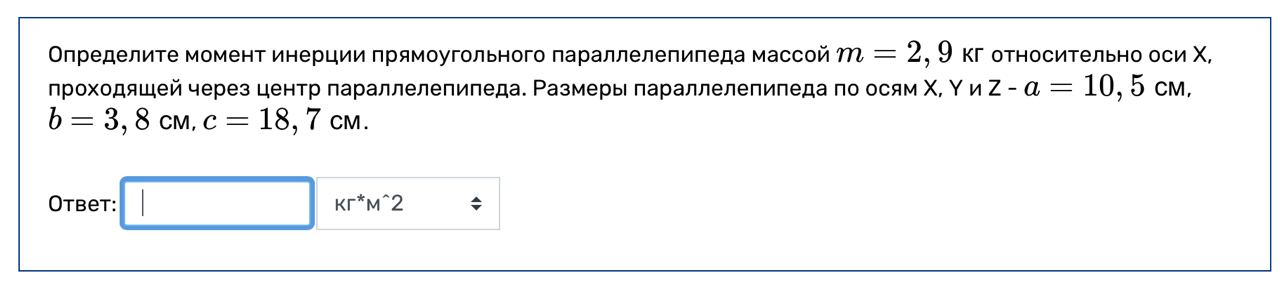 Определите момент инерции прямоугольного параллелепипеда массой m = 2, 9 кг относительно оси X,
проходящей через центр параллелепипеда. Размеры параллелепипеда по осям X, Y и Z - a = 10, 5 см,
b = 3, 8 см, c = 18, 7 см.
Ответ: кг*м^2